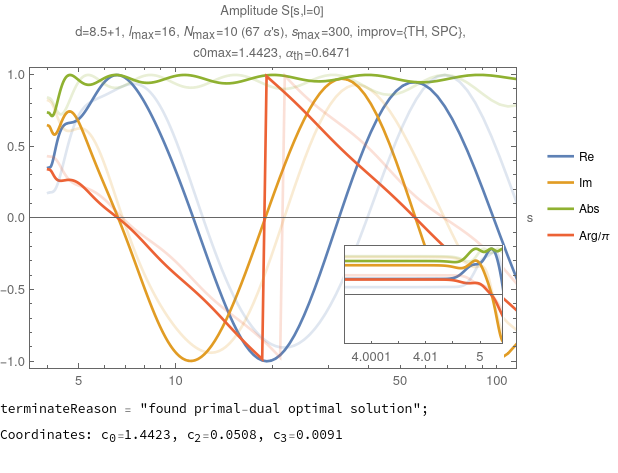 Amplitude S[s,l=0]
d=8.5+1, lmax=16, Nmax=10 (67 α's), smax=300, improv={TH, SPC},
c0max=1.4423, αth=0.6471
1.0
0.5
0.0
−0.5
−1.0
5
10
50
100
s
Re
Im
Abs
Arg/π
4.0001
4.01
5
terminateReason = "found primal-dual optimal solution";
Coordinates: c0=1.4423, c2=0.0508, c3=0.0091